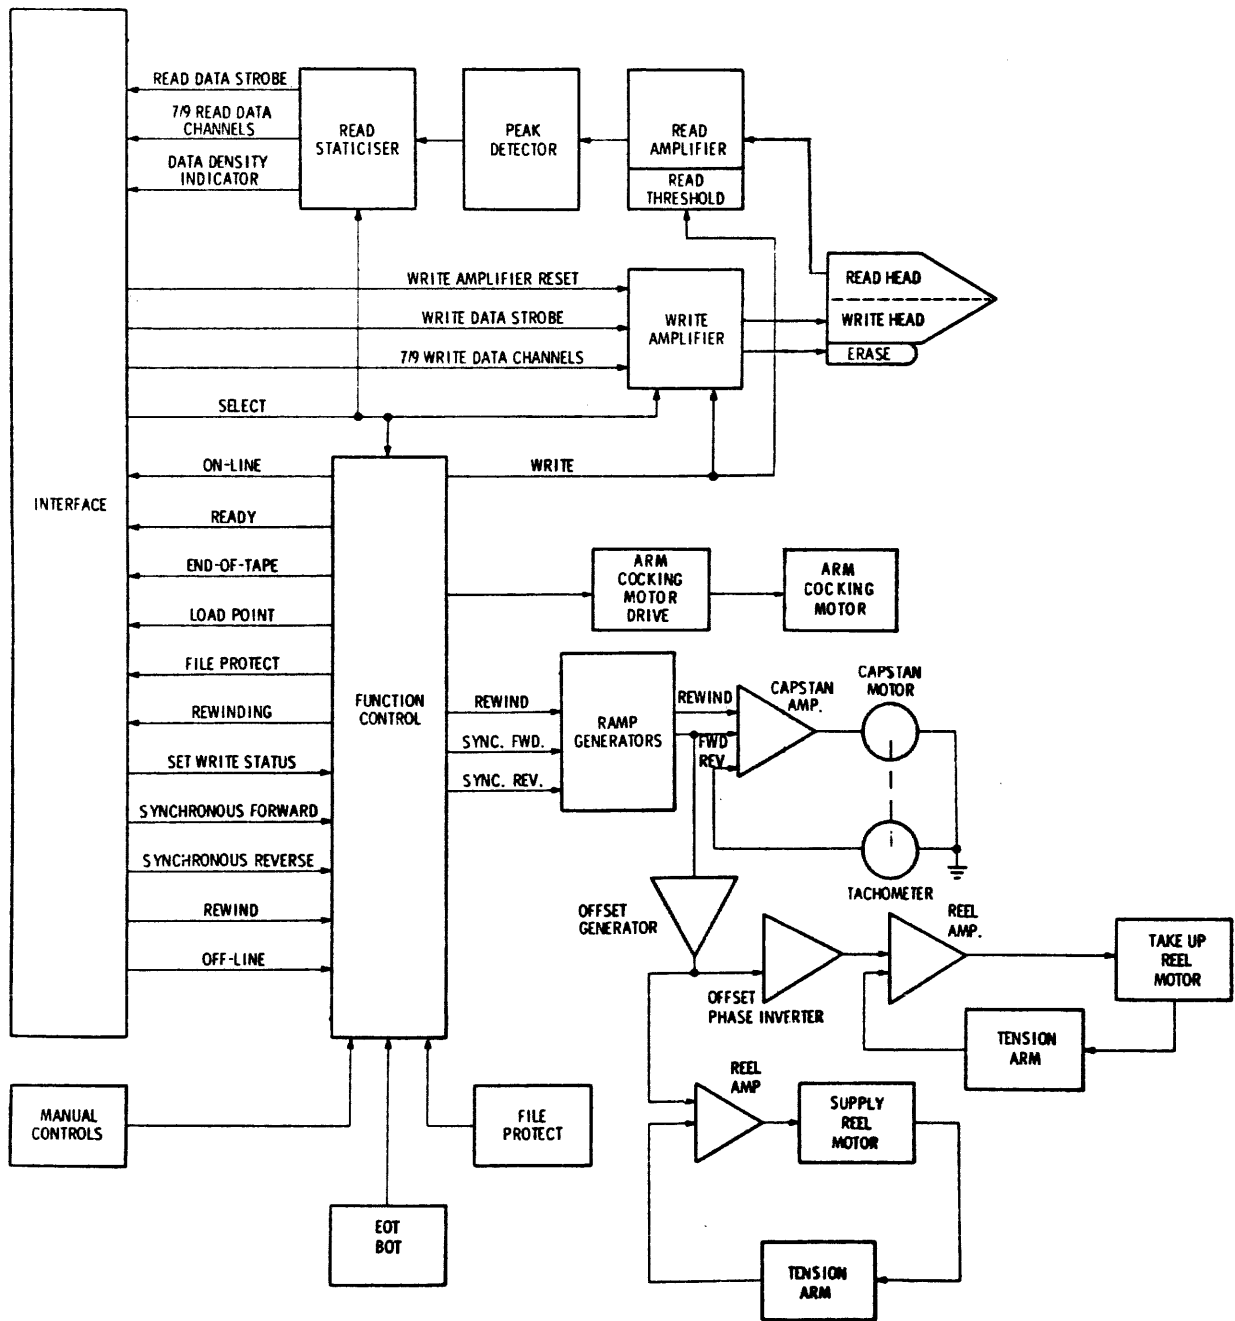 READ DATA STROBE
7/9 READ DATA
CHANNELS
DATA DENSITY
INDICATOR
READ
STATICISER
PEAK
DETECTOR
READ
AMPLIFIER
READ
THRESHOLD
WRITE AMPLIFIER RESET
WRITE DATA STROBE
7/9 WRITE DATA CHANNELS
SELECT
WRITE
AMPLIFIER
READ HEAD
WRITE HEAD
ERASE
INTERFACE
ON-LINE
READY
END-OF-TAPE
LOAD POINT
FILE PROTECT
REWINDING
SET WRITE STATUS
SYNCHRONOUS FORWARD
SYNCHRONOUS REVERSE
REWIND
OFF-LINE
FUNCTION
CONTROL
WRITE
ARM
COCKING
MOTOR
DRIVE
ARM
COCKING
MOTOR
REWIND
SYNC. FWD.
SYNC. REV.
RAMP
GENERATORS
REWIND
FWD
REV
CAPSTAN
AMP.
CAPSTAN
MOTOR
TACHOMETER
OFFSET
GENERATOR
OFFSET
PHASE INVERTER
REEL
AMP.
TAKE UP
REEL
MOTOR
TENSION
ARM
REEL
AMP
SUPPLY
REEL
MOTOR
TENSION
ARM
MANUAL
CONTROLS
FILE
PROTECT
EOT
BOT